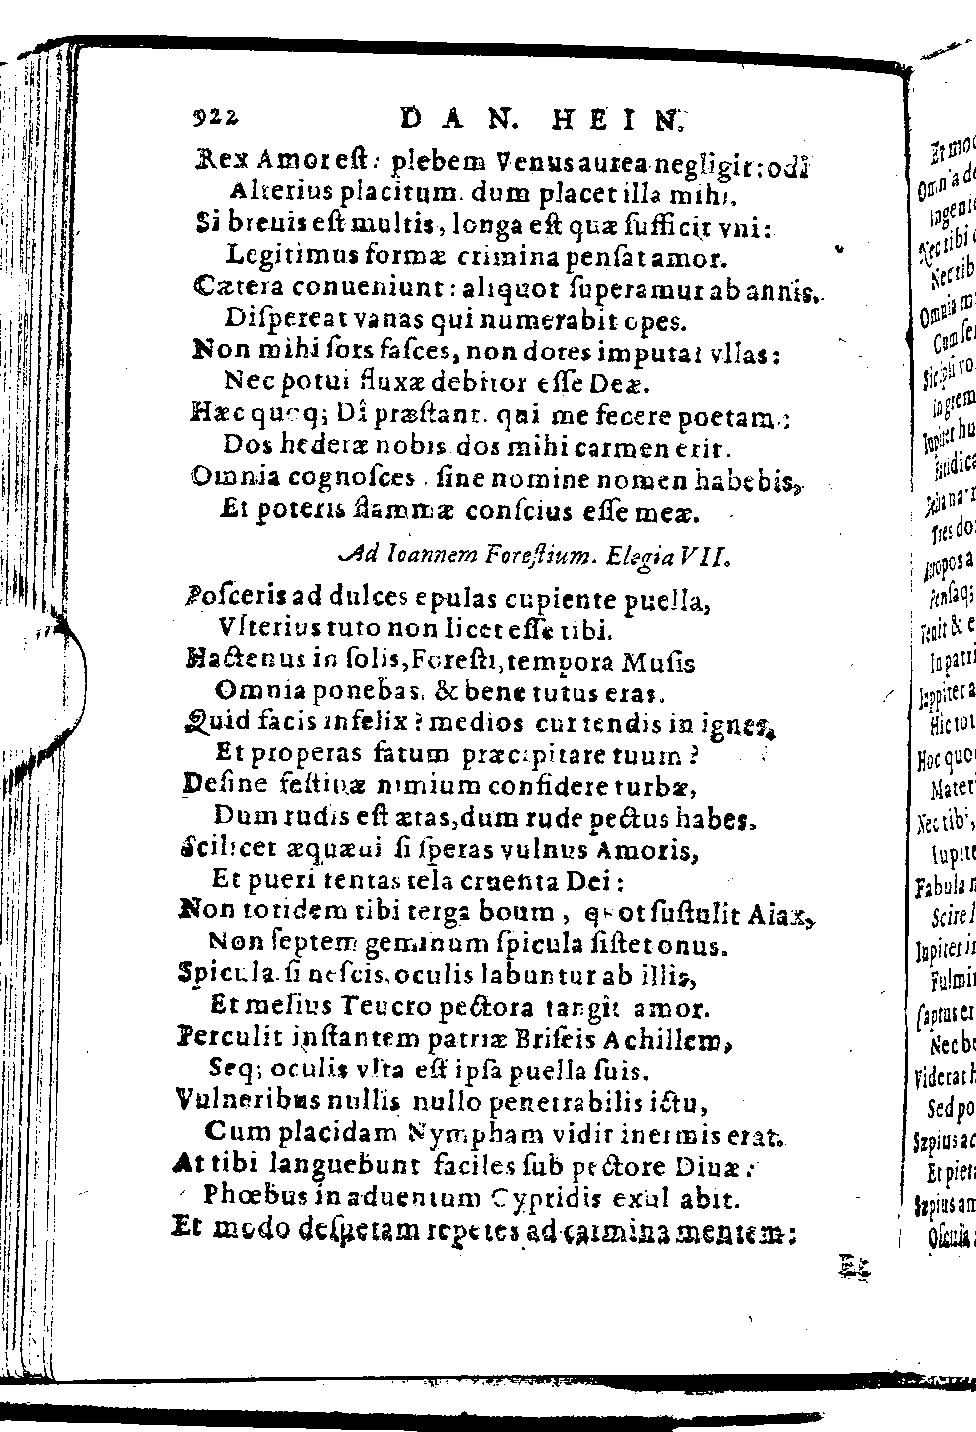 922 DAN. HEIN.
Rex Amor eſt: plebem Venus aurea negligit: odi
Alterius placitum. dum placet illa mihi.
Si breuis eſt multis, longa eſt quæ ſufficit vni:
Legitimus formæ crimina penſat amor.
Cætera conueniunt: aliquot ſuperamur ab annis.
Diſpereat vanas qui numerabit opes.
Non mihi ſors faſces, non dotes imputat vllas:
Nec potui fluxæ debitor eſſe Deæ.
Hæc quoq; Dî præſtant. qui me fecere poetam:
Dos hederæ nobis dos mihi carmen erit.
Omnia cognoſces. ſine nomine nomen habebis,
Et poteris flammæ conſcius eſſe meæ.
Ad Ioannem Foreſtium. Elegia VII.
Poſceris ad dulces epulas cupiente puella,
Vlterius tuto non licet eſſe tibi.
Hactenus in ſolis, Foreſti, tempora Muſis
Omnia ponebas, & bene tutus eras.
Quid facis infelix? medios cur tendis in ignes,
Et properas fatum præcipitare tuum?
Deſine feſtinæ nimium confidere turbæ,
Dum rudis eſt ætas, dum rude pectus habes.
Scilicet æquæui ſi ſperas vulnus Amoris,
Et pueri tentas tela cruenta Dei:
Non totidem tibi terga boum, quot ſuſtulit Aiax,
Non ſeptem geminum ſpicula ſiſtet onus.
Spicula ſi neſcis, oculis labuntur ab illis,
Et melius Teucro pectora tangit amor.
Perculit inſtantem patriæ Briſeis Achillem,
Seq; oculis vlta eſt ipſa puella ſuis.
Vulneribus nullis nullo penetrabilis ictu,
Cum placidam Nympham vidit inermis erat.
At tibi languebunt faciles ſub pectore Diuæ:
Phœbus in aduentum Cypridis exul abit.
Et modo deſpetam repetes ad carmina mentem:
Et